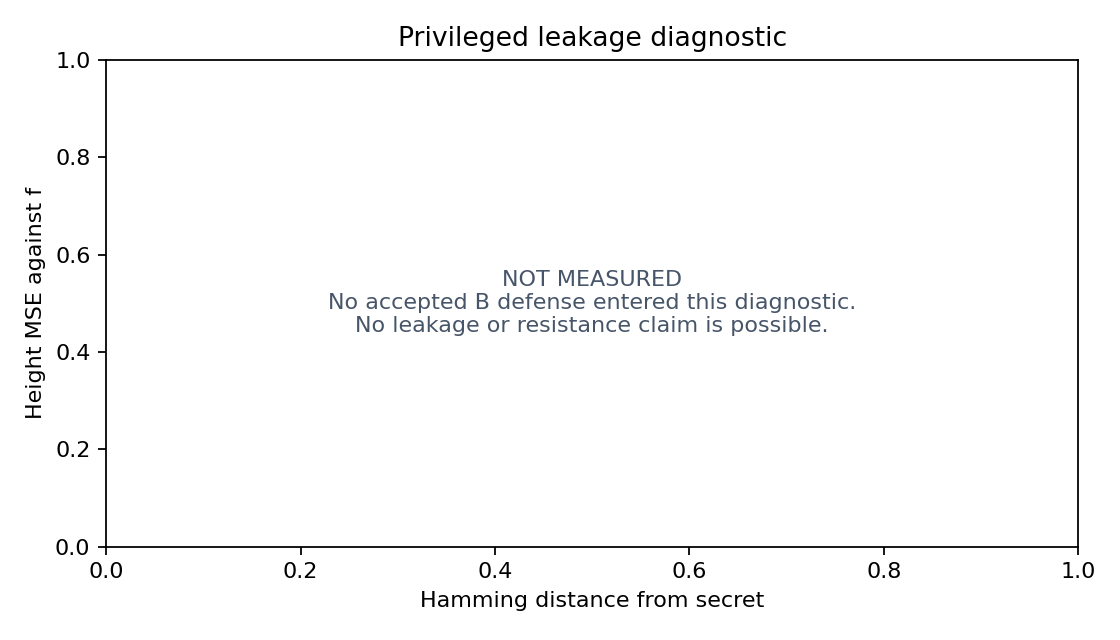 Privileged leakage diagnostic
1.0
0.8
0.6
0.4
0.2
0.0
Height MSE against f
NOT MEASURED
No accepted B defense entered this diagnostic.
No leakage or resistance claim is possible.
0.0 0.2 0.4 0.6 0.8 1.0
Hamming distance from secret